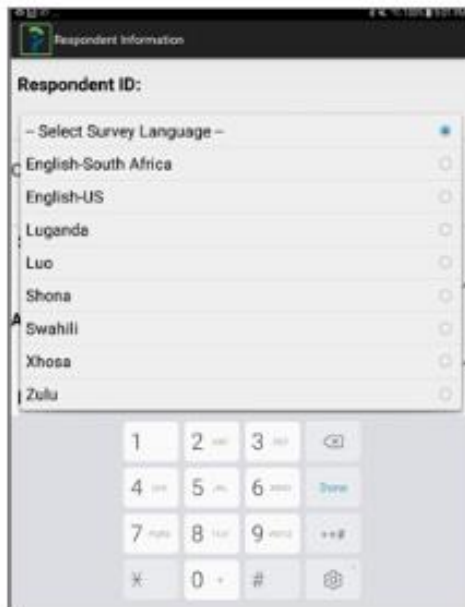 Respondent Information
Respondent ID:
-- Select Survey Language --
English-South Africa
English-US
Luganda
Luo
Shona
Swahili
Xhosa
Zulu
1 2 3
4 5 6 Done
7 8 9
0 + #